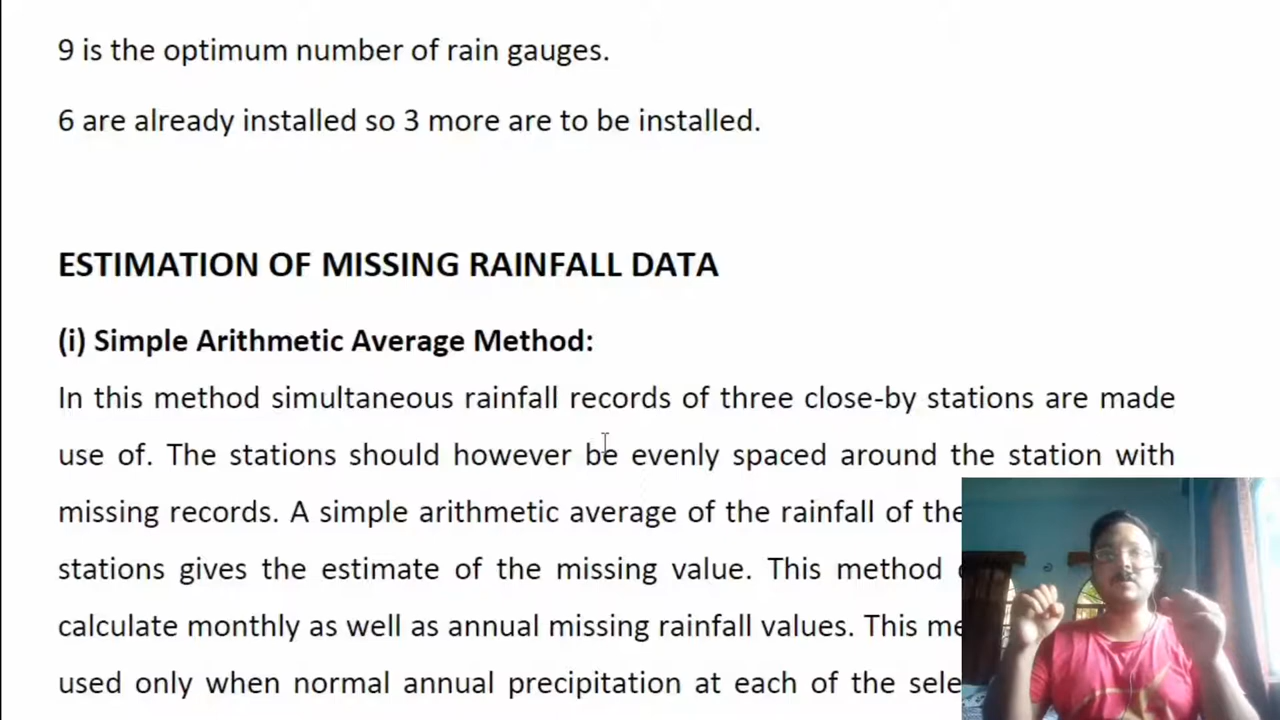 9 is the optimum number of rain gauges.
6 are already installed so 3 more are to be installed.
ESTIMATION OF MISSING RAINFALL DATA
(i) Simple Arithmetic Average Method:
In this method simultaneous rainfall records of three close-by stations are made
use of. The stations should however be evenly spaced around the station with
missing records. A simple arithmetic average of the rainfall of the
stations gives the estimate of the missing value. This method
calculate monthly as well as annual missing rainfall values. This
used only when normal annual precipitation at each of the